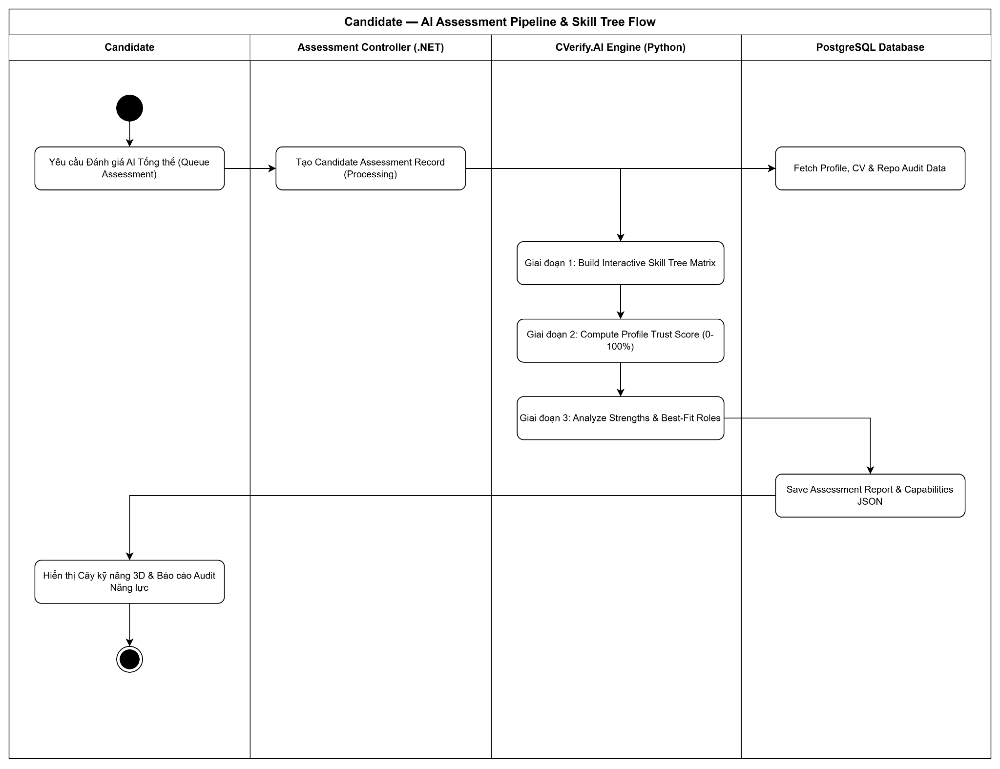 Candidate — AI Assessment Pipeline & Skill Tree Flow
Candidate
Assessment Controller (.NET)
CVerify.AI Engine (Python)
PostgreSQL Database
Yêu cầu Đánh giá AI Tổng thể (Queue
Assessment)
Tạo Candidate Assessment Record
(Processing)
Fetch Profile, CV & Repo Audit Data
Giai đoạn 1: Build Interactive Skill Tree Matrix
Giai đoạn 2: Compute Profile Trust Score (0-
100%)
Giai đoạn 3: Analyze Strengths & Best-Fit Roles
Save Assessment Report & Capabilities
JSON
Hiển thị Cây kỹ năng 3D & Báo cáo Audit
Năng lực